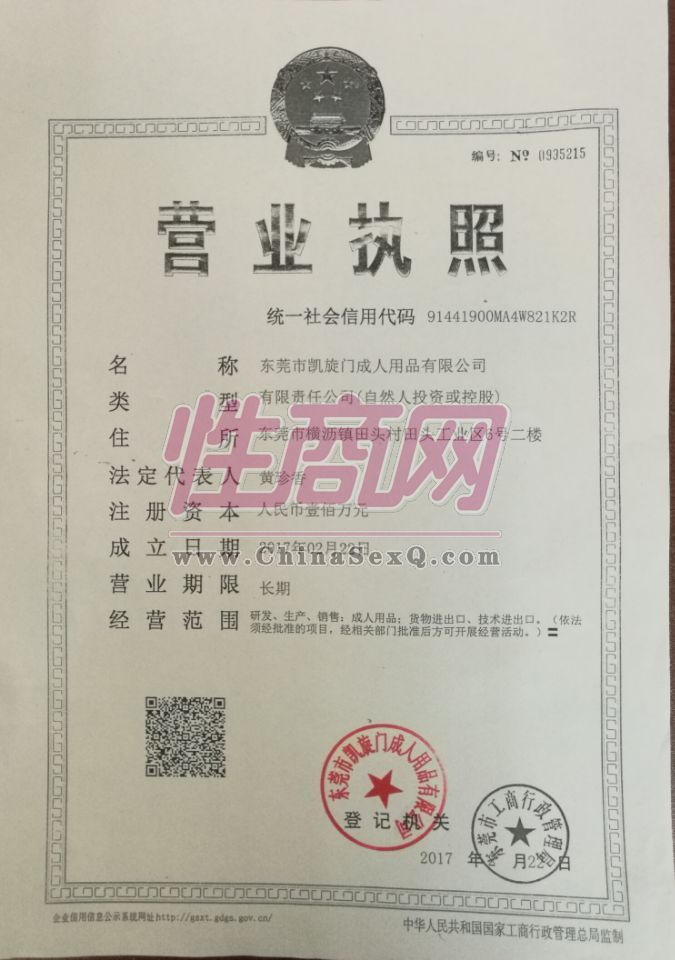 编号: № 0935215
营业执照
统一社会信用代码 91441900MA4W821K2R
名称 东莞市凯旋门成人用品有限公司
类型 有限责任公司(自然人投资或控股)
住所 东莞市横沥镇田头村田头工业区6号二楼
法定代表人 黄珍香
注册资本 人民币壹佰万元
成立日期 2017年02月22日
营业期限 长期
经营范围 研发、生产、销售：成人用品；货物进出口、技术进出口。（依法
须经批准的项目，经相关部门批准后方可开展经营活动。）〓
性商网
www.ChinaSexQ.com
东莞市凯旋门成人用品有限公司
登记机关
东莞市工商行政管理局
2017 年 月22日
企业信用信息公示系统网址http://gsxt.gdgs.gov.cn/
中华人民共和国国家工商行政管理总局监制